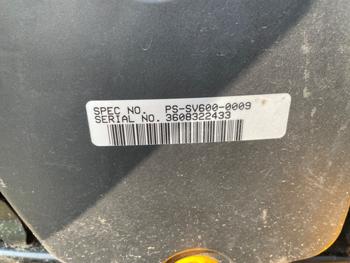 SPEC NO. PS-SV600-0009
SERIAL NO. 3608322433